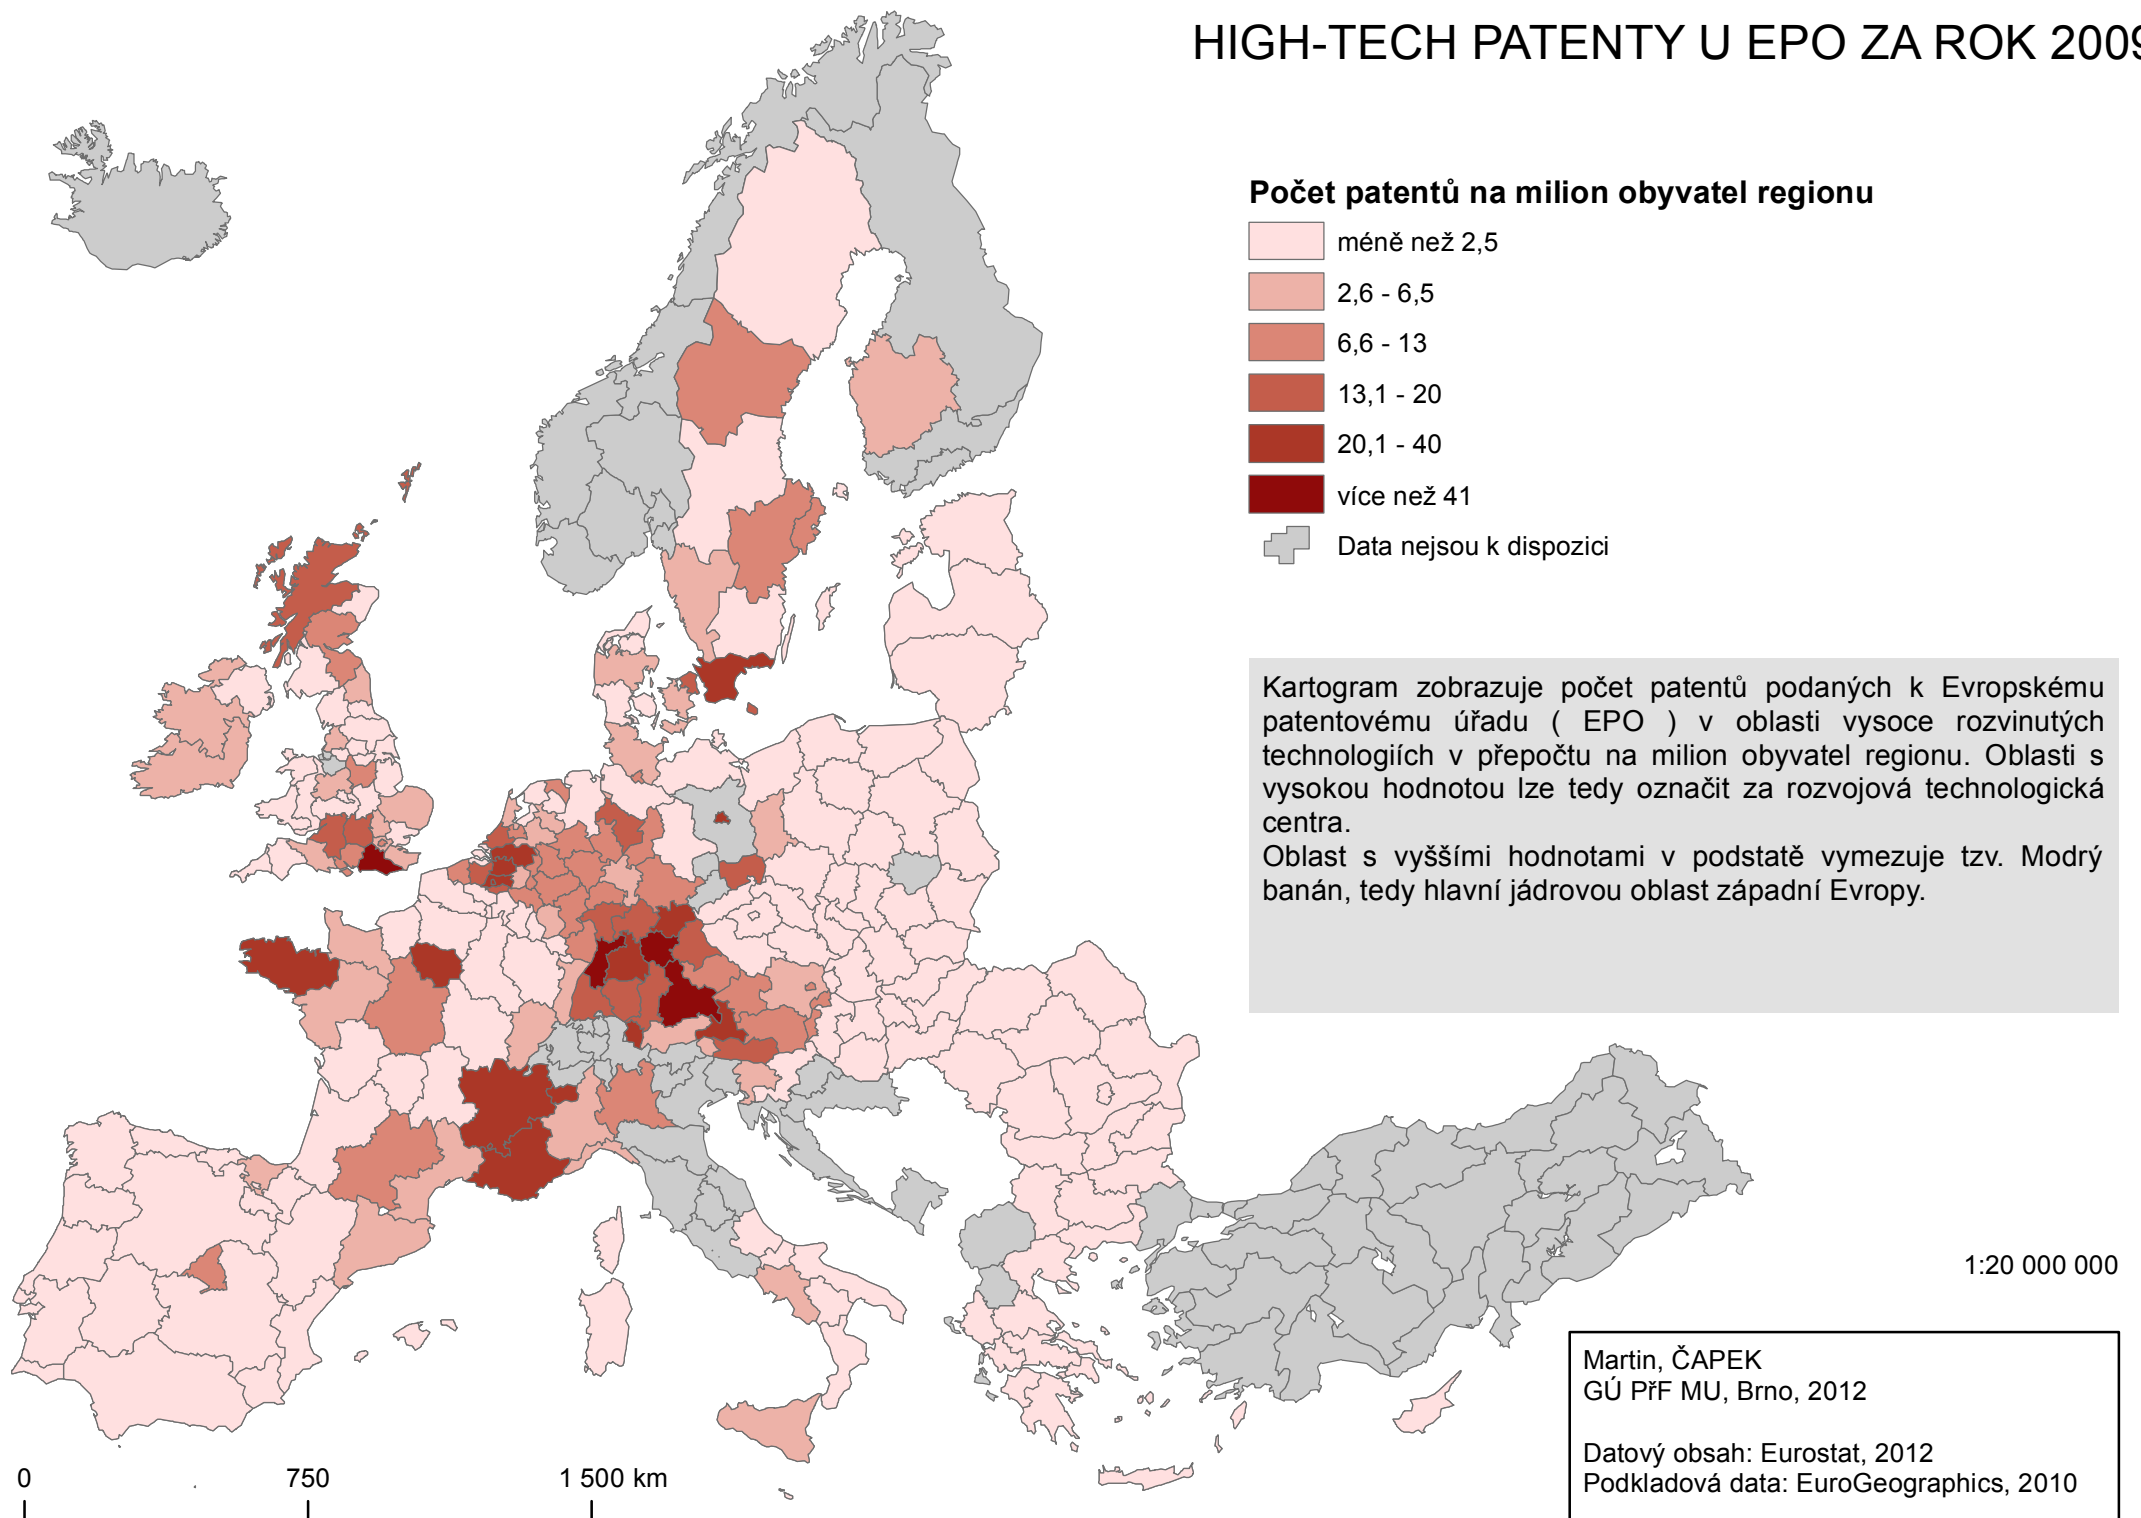 HIGH-TECH PATENTY U EPO ZA ROK 2009
Počet patentů na milion obyvatel regionu
méně než 2,5
2,6 - 6,5
6,6 - 13
13,1 - 20
20,1 - 40
více než 41
Data nejsou k dispozici
Kartogram zobrazuje počet patentů podaných k Evropskému
patentovému úřadu ( EPO ) v oblasti vysoce rozvinutých
technologiích v přepočtu na milion obyvatel regionu. Oblasti s
vysokou hodnotou lze tedy označit za rozvojová technologická
centra.
Oblast s vyššími hodnotami v podstatě vymezuje tzv. Modrý
banán, tedy hlavní jádrovou oblast západní Evropy.
1:20 000 000
Martin, ČAPEK
GÚ PřF MU, Brno, 2012
Datový obsah: Eurostat, 2012
Podkladová data: EuroGeographics, 2010
0 750 1 500 km